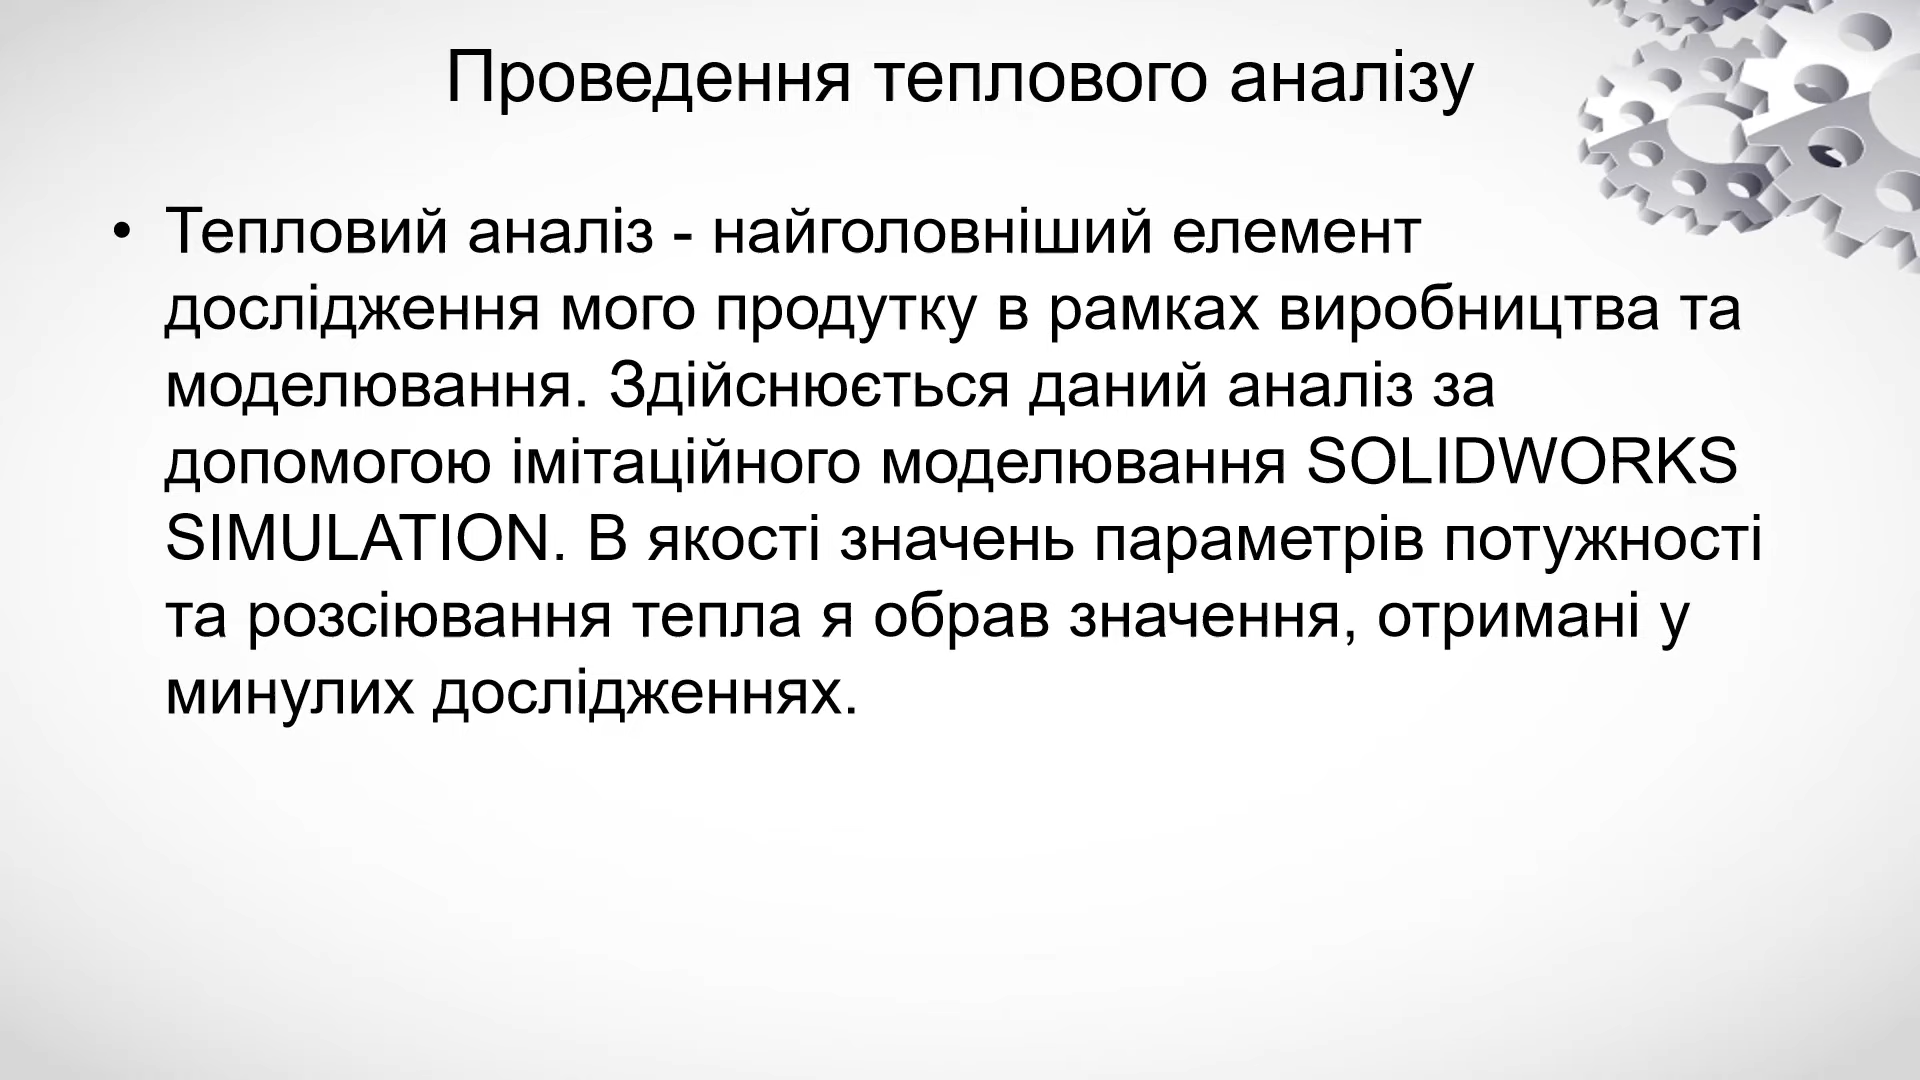 Проведення теплового аналізу
• Тепловий аналіз - найголовніший елемент
дослідження мого продутку в рамках виробництва та
моделювання. Здійснюється даний аналіз за
допомогою імітаційного моделювання SOLIDWORKS
SIMULATION. В якості значень параметрів потужності
та розсіювання тепла я обрав значення, отримані у
минулих дослідженнях.